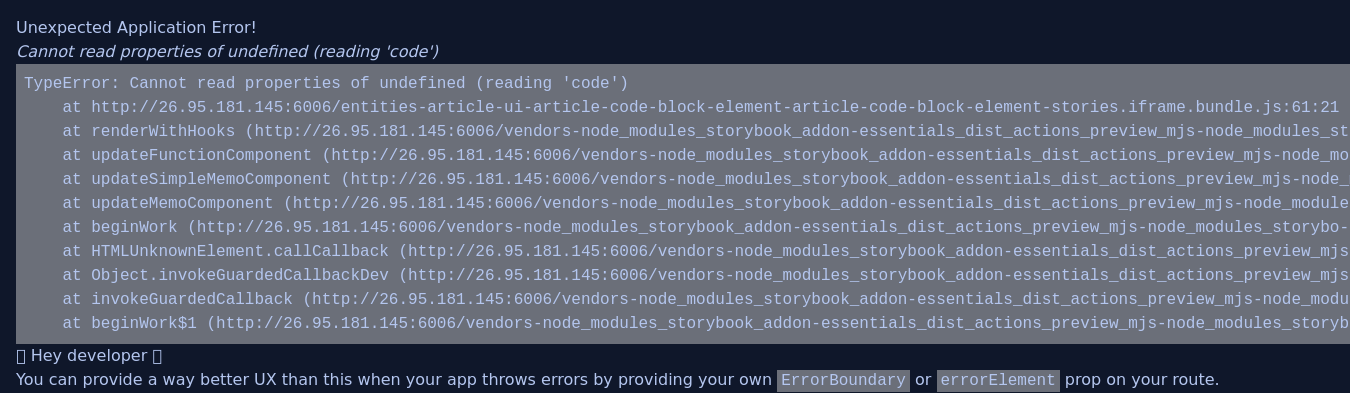 Unexpected Application Error!
Cannot read properties of undefined (reading 'code')
TypeError: Cannot read properties of undefined (reading 'code')
at http://26.95.181.145:6006/entities-article-ui-article-code-block-element-article-code-block-element-stories.iframe.bundle.js:61:21
at renderWithHooks (http://26.95.181.145:6006/vendors-node_modules_storybook_addon-essentials_dist_actions_preview_mjs-node_modules_st
at updateFunctionComponent (http://26.95.181.145:6006/vendors-node_modules_storybook_addon-essentials_dist_actions_preview_mjs-node_mo
at updateSimpleMemoComponent (http://26.95.181.145:6006/vendors-node_modules_storybook_addon-essentials_dist_actions_preview_mjs-node_
at updateMemoComponent (http://26.95.181.145:6006/vendors-node_modules_storybook_addon-essentials_dist_actions_preview_mjs-node_module
at beginWork (http://26.95.181.145:6006/vendors-node_modules_storybook_addon-essentials_dist_actions_preview_mjs-node_modules_storybo-
at HTMLUnknownElement.callCallback (http://26.95.181.145:6006/vendors-node_modules_storybook_addon-essentials_dist_actions_preview_mjs
at Object.invokeGuardedCallbackDev (http://26.95.181.145:6006/vendors-node_modules_storybook_addon-essentials_dist_actions_preview_mjs
at invokeGuardedCallback (http://26.95.181.145:6006/vendors-node_modules_storybook_addon-essentials_dist_actions_preview_mjs-node_modu
at beginWork$1 (http://26.95.181.145:6006/vendors-node_modules_storybook_addon-essentials_dist_actions_preview_mjs-node_modules_storyb
Hey developer
You can provide a way better UX than this when your app throws errors by providing your own ErrorBoundary or errorElement prop on your route.